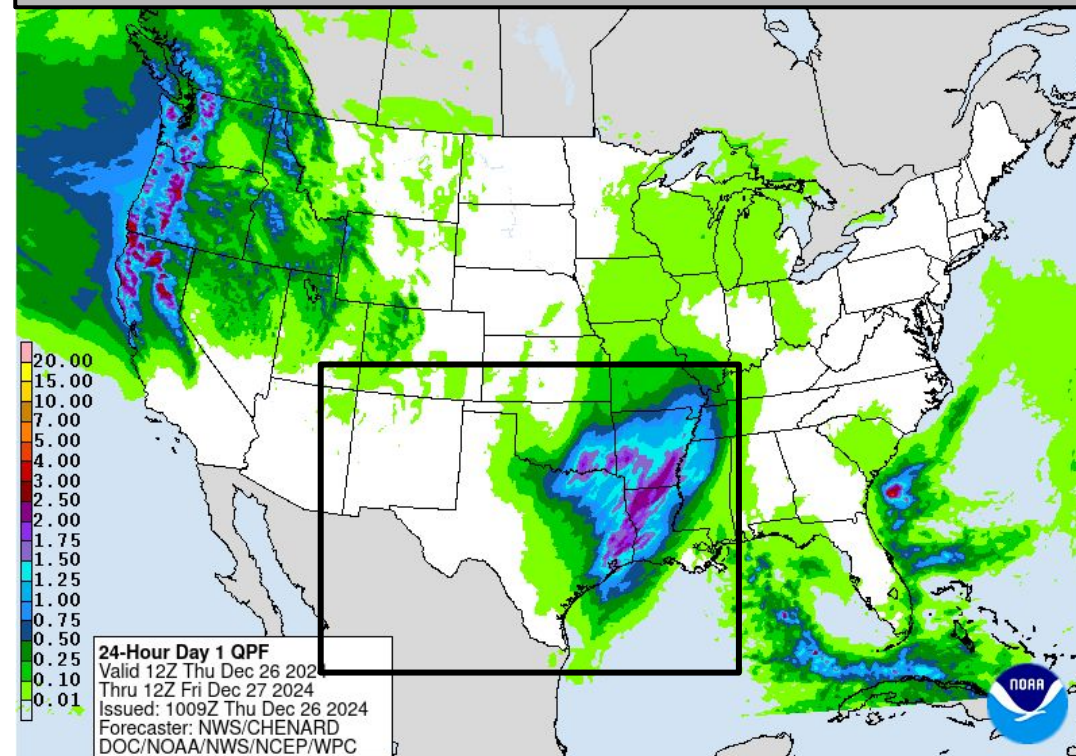 20.00
15.00
10.00
7.00
5.00
4.00
3.00
2.50
2.00
1.75
1.50
1.25
1.00
0.75
0.50
0.25
0.10
0.01
24-Hour Day 1 QPF
Valid 12Z Thu Dec 26 2024
Thru 12Z Fri Dec 27 2024
Issued: 1009Z Thu Dec 26 2024
Forecaster: NWS/CHENARD
DOC/NOAA/NWS/NCEP/WPC
NOAA